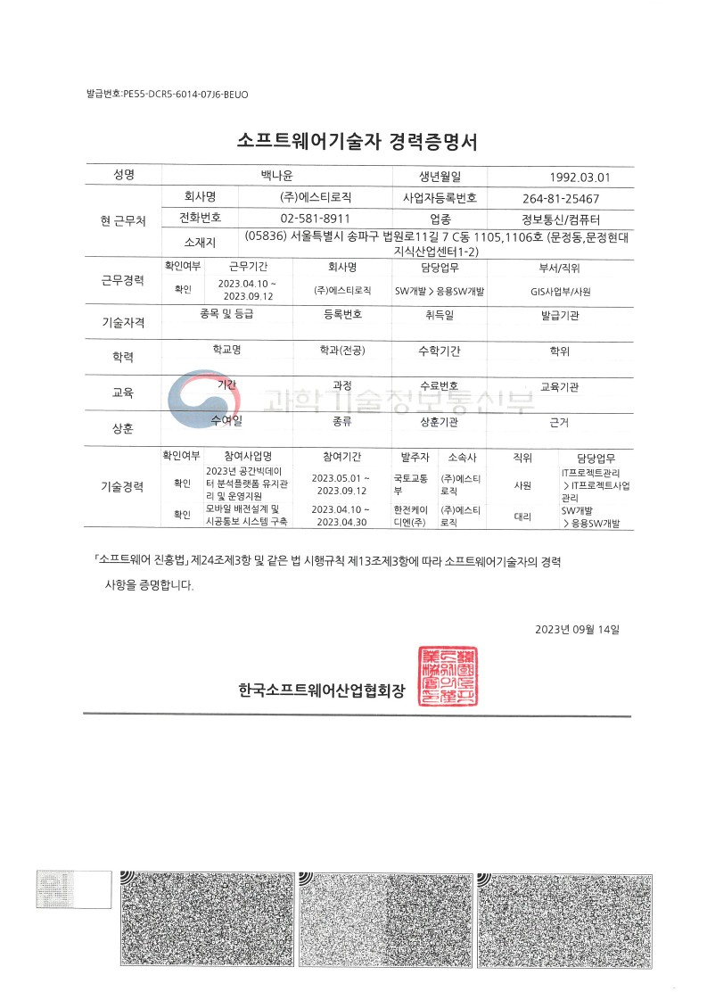 발급번호:PE55-DCR5-6014-07J6-BEUO
소프트웨어기술자 경력증명서
성명 백나윤 생년월일 1992.03.01
현 근무처
회사명 (주)에스티로직 사업자등록번호 264-81-25467
전화번호 02-581-8911 업종 정보통신/컴퓨터
소재지 (05836) 서울특별시 송파구 법원로11길 7 C동 1105,1106호 (문정동,문정현대
지식산업센터1-2)
근무경력
확인여부 근무기간 회사명 담당업무 부서/직위
확인 2023.04.10 ~
2023.09.12 (주)에스티로직 SW개발 > 응용SW개발 GIS사업부/사원
기술자격 종목 및 등급 등록번호 취득일 발급기관
학력 학교명 학과(전공) 수학기간 학위
교육 기간 과정 수료번호 교육기관
과학기술정보통신부
상훈 수여일 종류 상훈기관 근거
기술경력
확인여부 참여사업명 참여기간 발주자 소속사 직위 담당업무
확인
2023년 공간빅데이
터 분석플랫폼 유지관
리 및 운영지원
2023.05.01 ~
2023.09.12
국토교통
부
(주)에스티
로직
사원
IT프로젝트관리
> IT프로젝트사업
관리
확인
모바일 배전설계 및
시공통보 시스템 구축
2023.04.10 ~
2023.04.30
한전케이
디엔(주)
(주)에스티
로직
대리
SW개발
> 응용SW개발
「소프트웨어 진흥법」 제24조제3항 및 같은 법 시행규칙 제13조제3항에 따라 소프트웨어기술자의 경력
사항을 증명합니다.
2023년 09월 14일
한국소프트웨어산업협회장